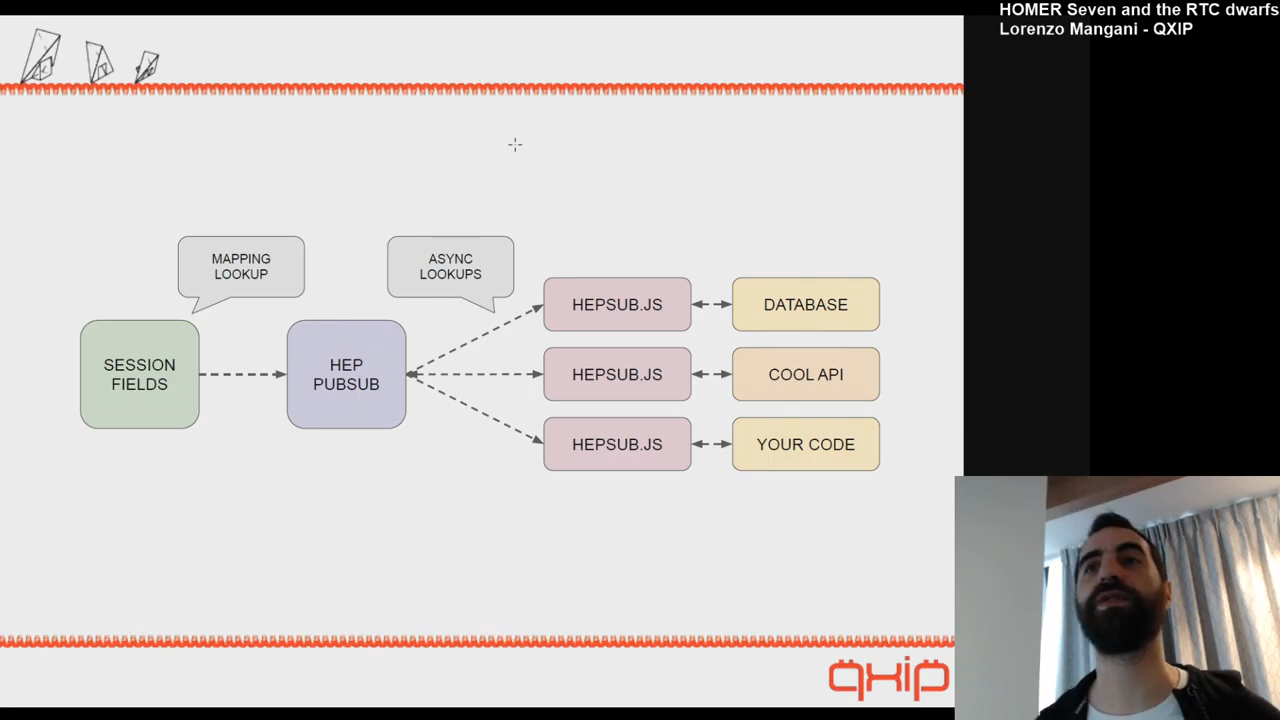 HOMER Seven and the RTC dwarfs
Lorenzo Mangani - QXIP
MAPPING
LOOKUP
ASYNC
LOOKUPS
SESSION
FIELDS
HEP
PUBSUB
HEPSUB.JS
DATABASE
HEPSUB.JS
COOL API
HEPSUB.JS
YOUR CODE
qxip